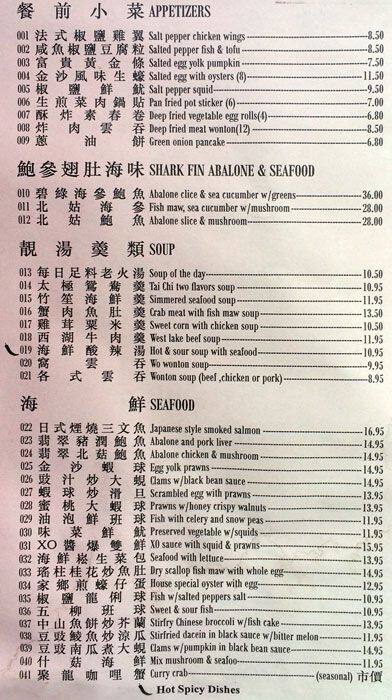 餐前小菜 APPETIZERS
001 法式椒鹽雞翼 Salt pepper chicken wings 8.50
002 咸魚椒鹽豆腐粒 Salted pepper fish & tofu 8.50
003 富貴黃金條 Salted egg yolk pumpkin 7.50
004 金沙風味生蠔 Salted egg with oysters (8) 11.50
005 椒鹽鮮魷 Salt pepper squid 9.50
006 生煎菜肉鍋貼 Pan fried pot sticker (6) 7.00
007 酥炸素春卷 Deep fried vegetable egg rolls(4) 6.80
008 炸肉雲吞 Deep fried meat wonton(12) 8.50
009 蔥油餅 Green onion pancake 6.80
鮑參翅肚海味 SHARK FIN ABALONE & SEAFOOD
010 碧綠海參鮑魚 Abalone clice & sea cucumber w/greens 36.00
011 北菇海參 Fish maw, sea cucumber w/mushroom 28.00
012 北菇鮑魚 Abalone slice & mushroom 28.00
靚湯羹類 SOUP
013 每日足料老火湯 Soup of the day 10.50
014 太極鴛鴦羹 Tai Chi two flavors soup 10.95
015 竹笙海鮮羹 Simmered seafood soup 11.95
016 蟹肉魚肚羹 Crab meat with fish maw soup 13.50
017 雞茸粟米羹 Sweet corn with chicken soup 10.50
018 西湖牛肉羹 West lake beef soup 11.95
019 海鮮酸辣湯 Hot & sour soup with seafood 10.95
020 窩雲吞 Wo wonton soup 9.95
021 各式雲吞 Wonton soup (beef ,chicken or pork) 8.95
海鮮 SEAFOOD
022 日式煙燒三文魚 Japanese style smoked salmon 16.95
023 翡翠豬潤鮑魚 Abalone and pork liver 14.95
024 翡翠北菇鮑魚 Abalone chicken & mushroom 14.95
025 金沙蝦球 Egg yolk prawns 11.95
026 豉汁炒大蜆 Clams w/black bean sauce 11.95
027 蝦球炒滑旦 Scrambled egg with prawns 13.95
028 蜜桃大蝦球 Prawns w/honey crispy walnuts 13.95
029 油泡鮮班球 Fish with celery and snow peas 11.95
030 味菜鮮魷 Preserved vegetable w/squids 11.95
031 XO醬爆雙鮮 XO sauce with squid & prawns 15.95
032 海鮮崧生菜包 Seafood with lettuce 13.95
033 瑤柱桂花炒魚肚 Dry scallop fish maw with whole egg 14.95
034 家鄉煎蠔仔蛋 House special oyster with egg 12.95
035 椒鹽龍俐球 Fish w/salted peppers salt 10.95
036 五柳班球 Sweet & sour fish 10.95
037 中山魚餅炒芥蘭 Stirfry Chinese broccoli w/fish cake 13.95
038 豆豉鯪魚炒涼瓜 Stirfried dacein in black sauce w/bitter melon 11.95
039 豆豉南瓜煮大蜆 Clams w/pumpkin in black bean sauce 11.95
040 什菇海鮮 Mix mushroom & seafoo 11.95
041 聚龍咖哩蟹 Curry crab (seasonal) 市價
Hot Spicy Dishes